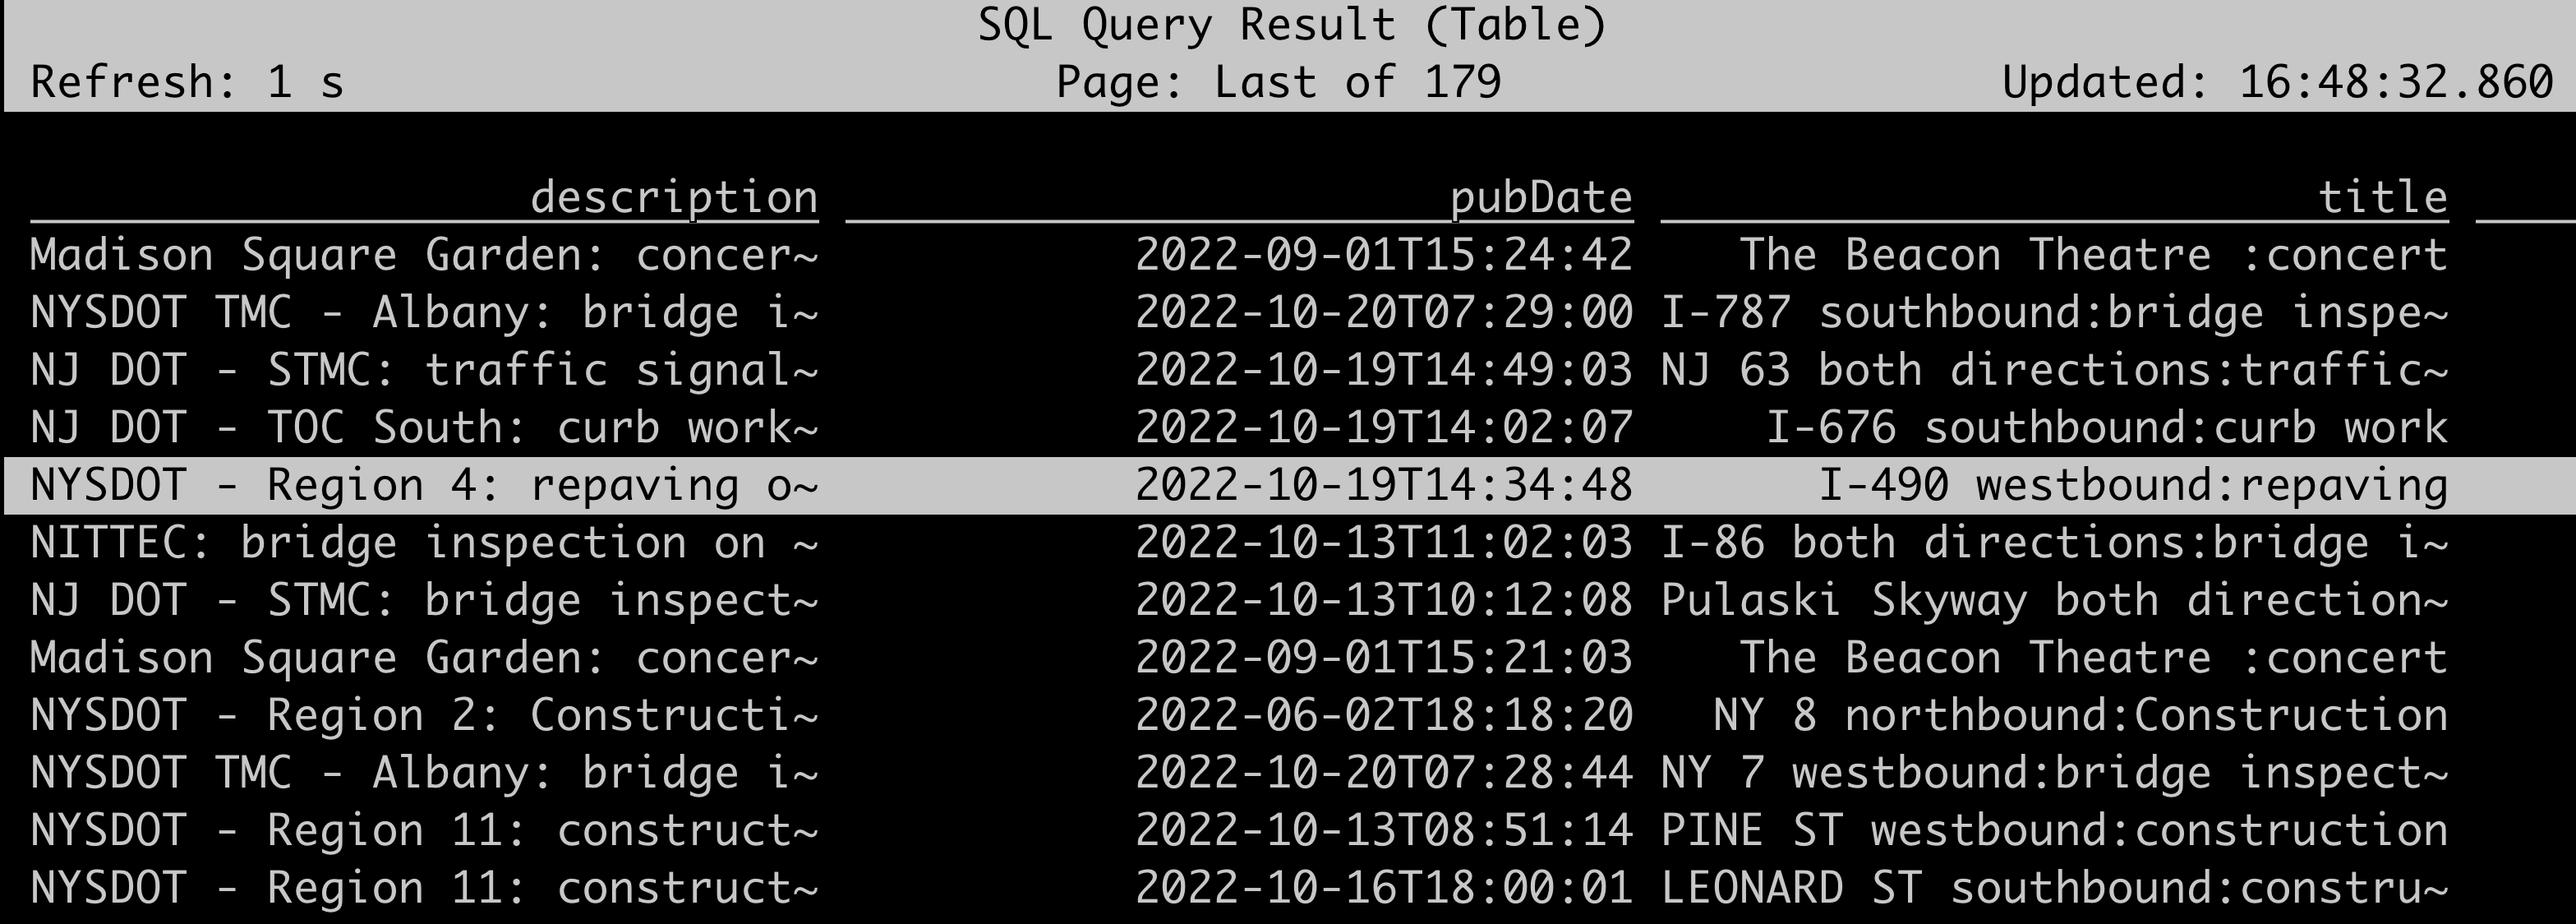 SQL Query Result (Table)
Refresh: 1 s Page: Last of 179 Updated: 16:48:32.860
description pubDate title
Madison Square Garden: concer~ 2022-09-01T15:24:42 The Beacon Theatre :concert
NYSDOT TMC - Albany: bridge i~ 2022-10-20T07:29:00 I-787 southbound:bridge inspe~
NJ DOT - STMC: traffic signal~ 2022-10-19T14:49:03 NJ 63 both directions:traffic~
NJ DOT - TOC South: curb work~ 2022-10-19T14:02:07 I-676 southbound:curb work
NYSDOT - Region 4: repaving o~ 2022-10-19T14:34:48 I-490 westbound:repaving
NITTEC: bridge inspection on ~ 2022-10-13T11:02:03 I-86 both directions:bridge i~
NJ DOT - STMC: bridge inspect~ 2022-10-13T10:12:08 Pulaski Skyway both direction~
Madison Square Garden: concer~ 2022-09-01T15:21:03 The Beacon Theatre :concert
NYSDOT - Region 2: Constructi~ 2022-06-02T18:18:20 NY 8 northbound:Construction
NYSDOT TMC - Albany: bridge i~ 2022-10-20T07:28:44 NY 7 westbound:bridge inspect~
NYSDOT - Region 11: construct~ 2022-10-13T08:51:14 PINE ST westbound:construction
NYSDOT - Region 11: construct~ 2022-10-16T18:00:01 LEONARD ST southbound:constru~